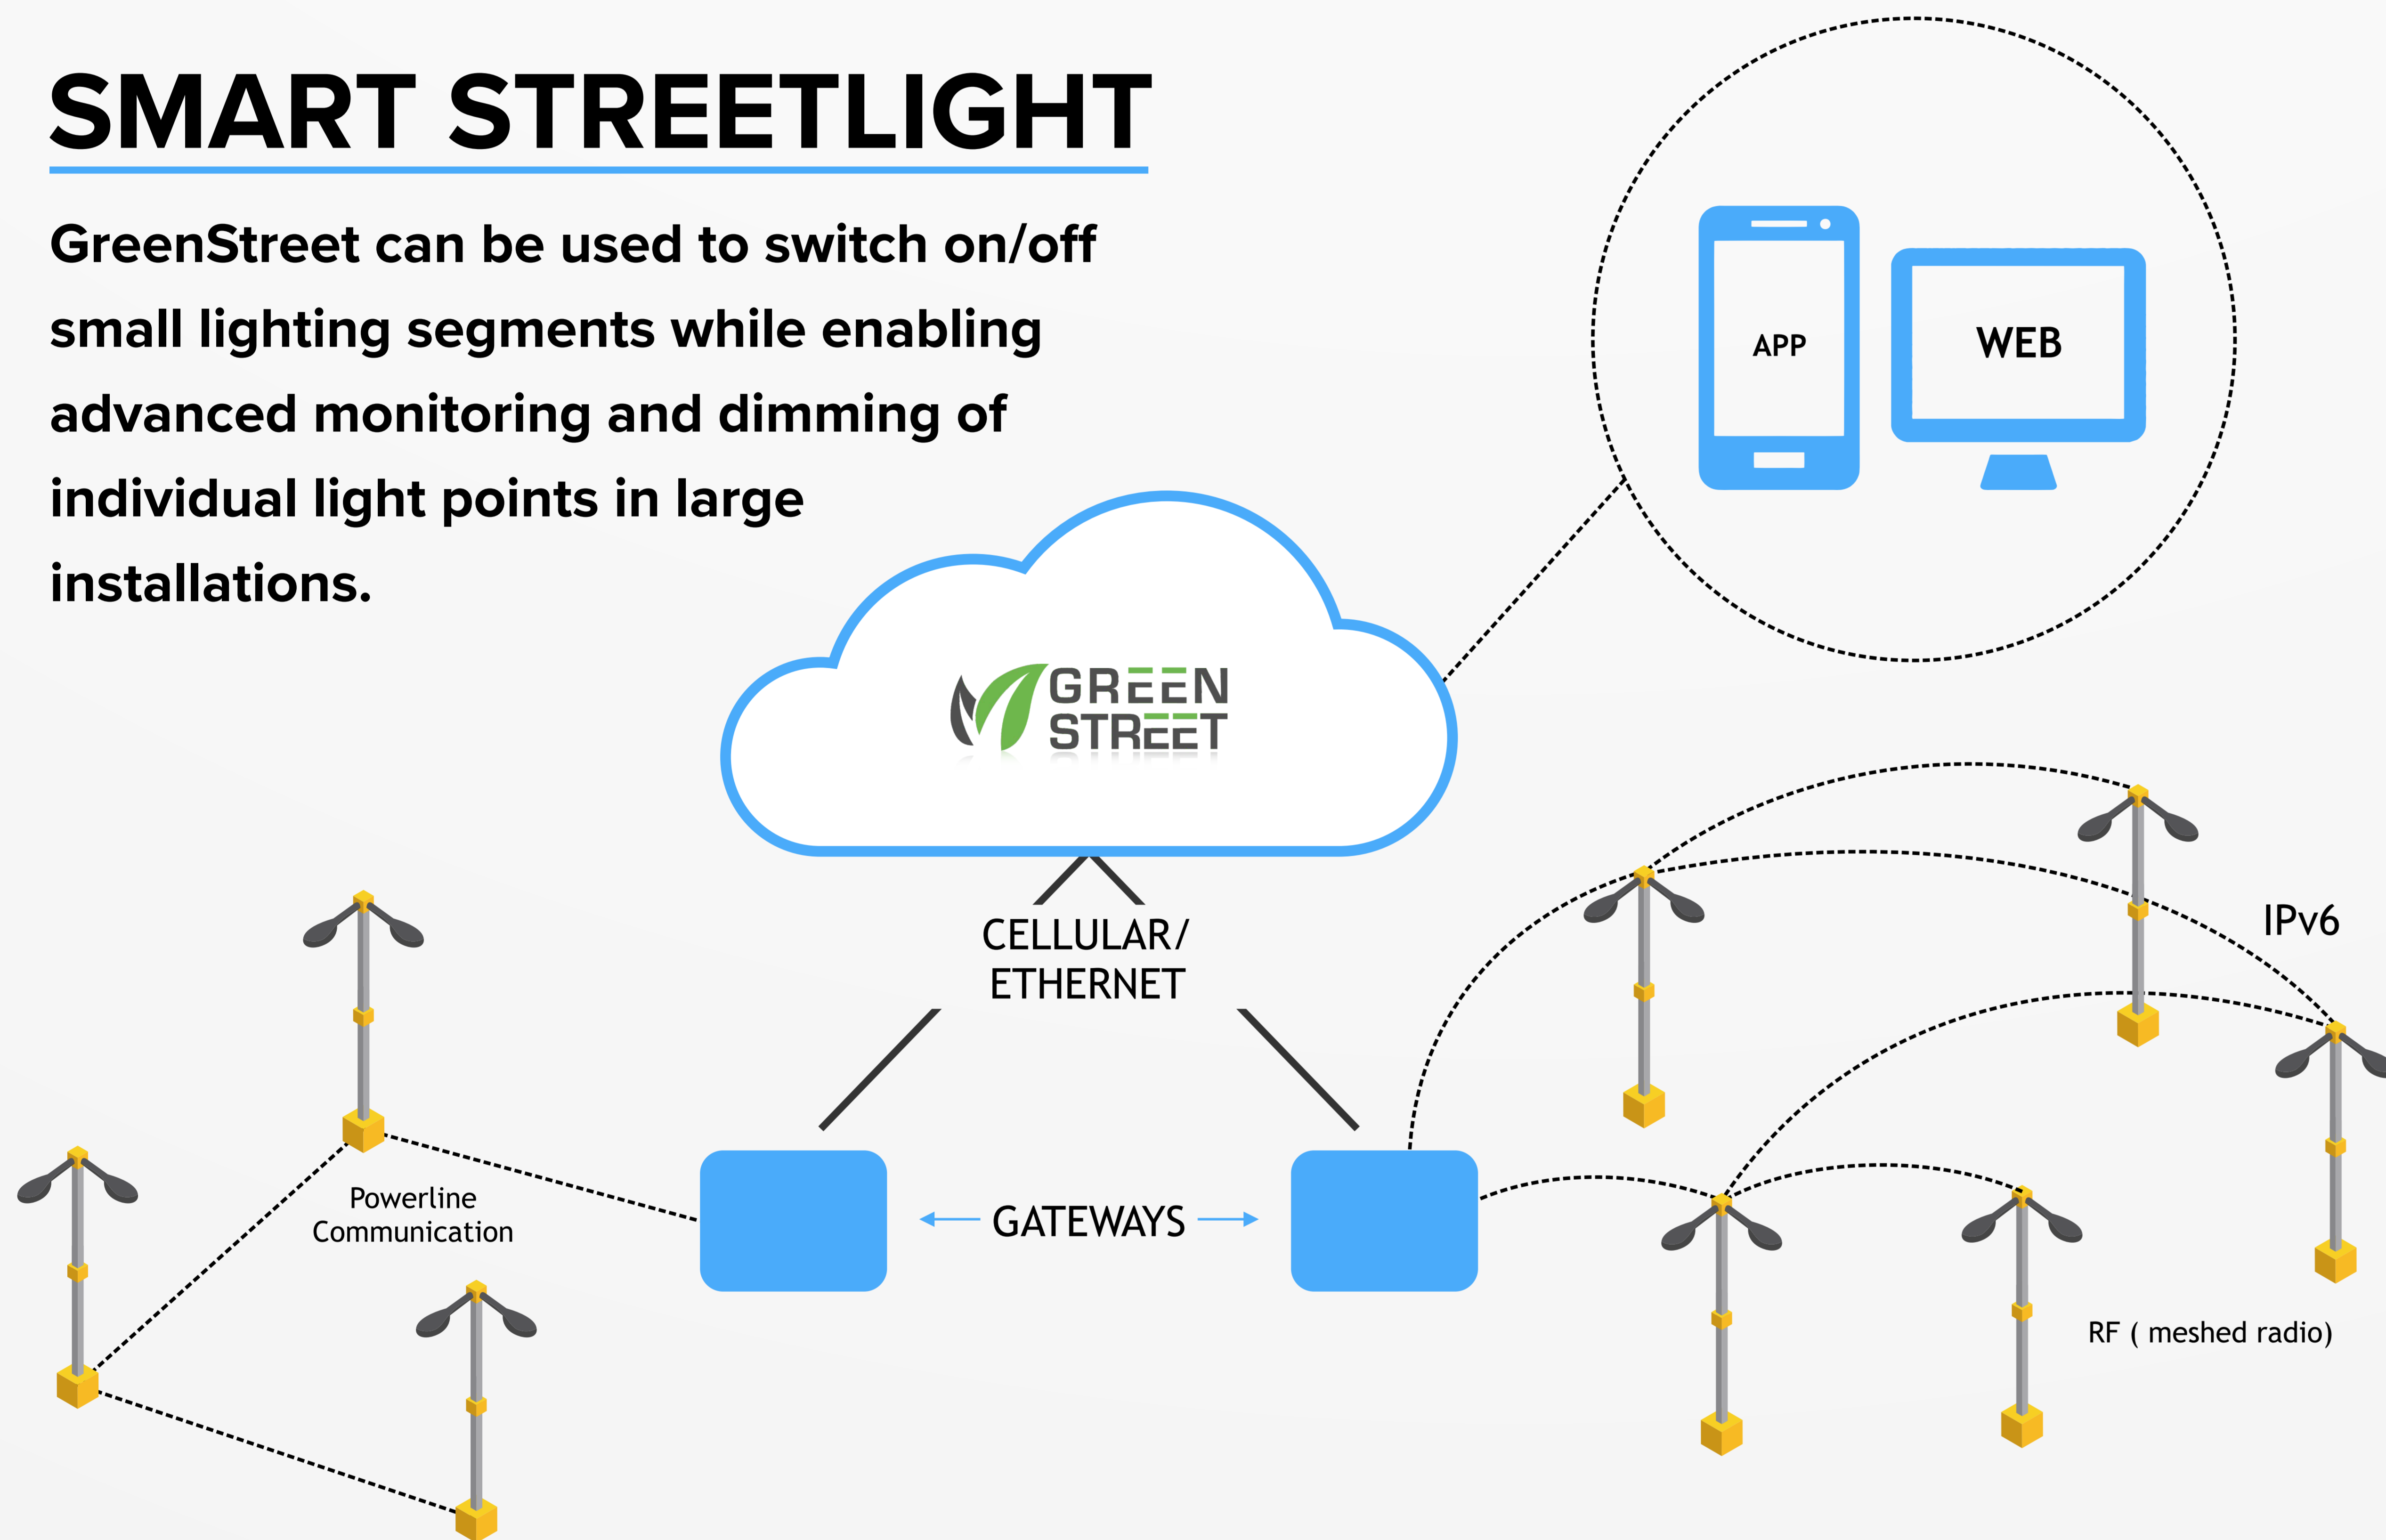 SMART STREETLIGHT
GreenStreet can be used to switch on/off
small lighting segments while enabling
advanced monitoring and dimming of
individual light points in large
installations.
APP
WEB
GREEN
STREET
CELLULAR/
ETHERNET
IPv6
Powerline
Communication
GATEWAYS
RF ( meshed radio)